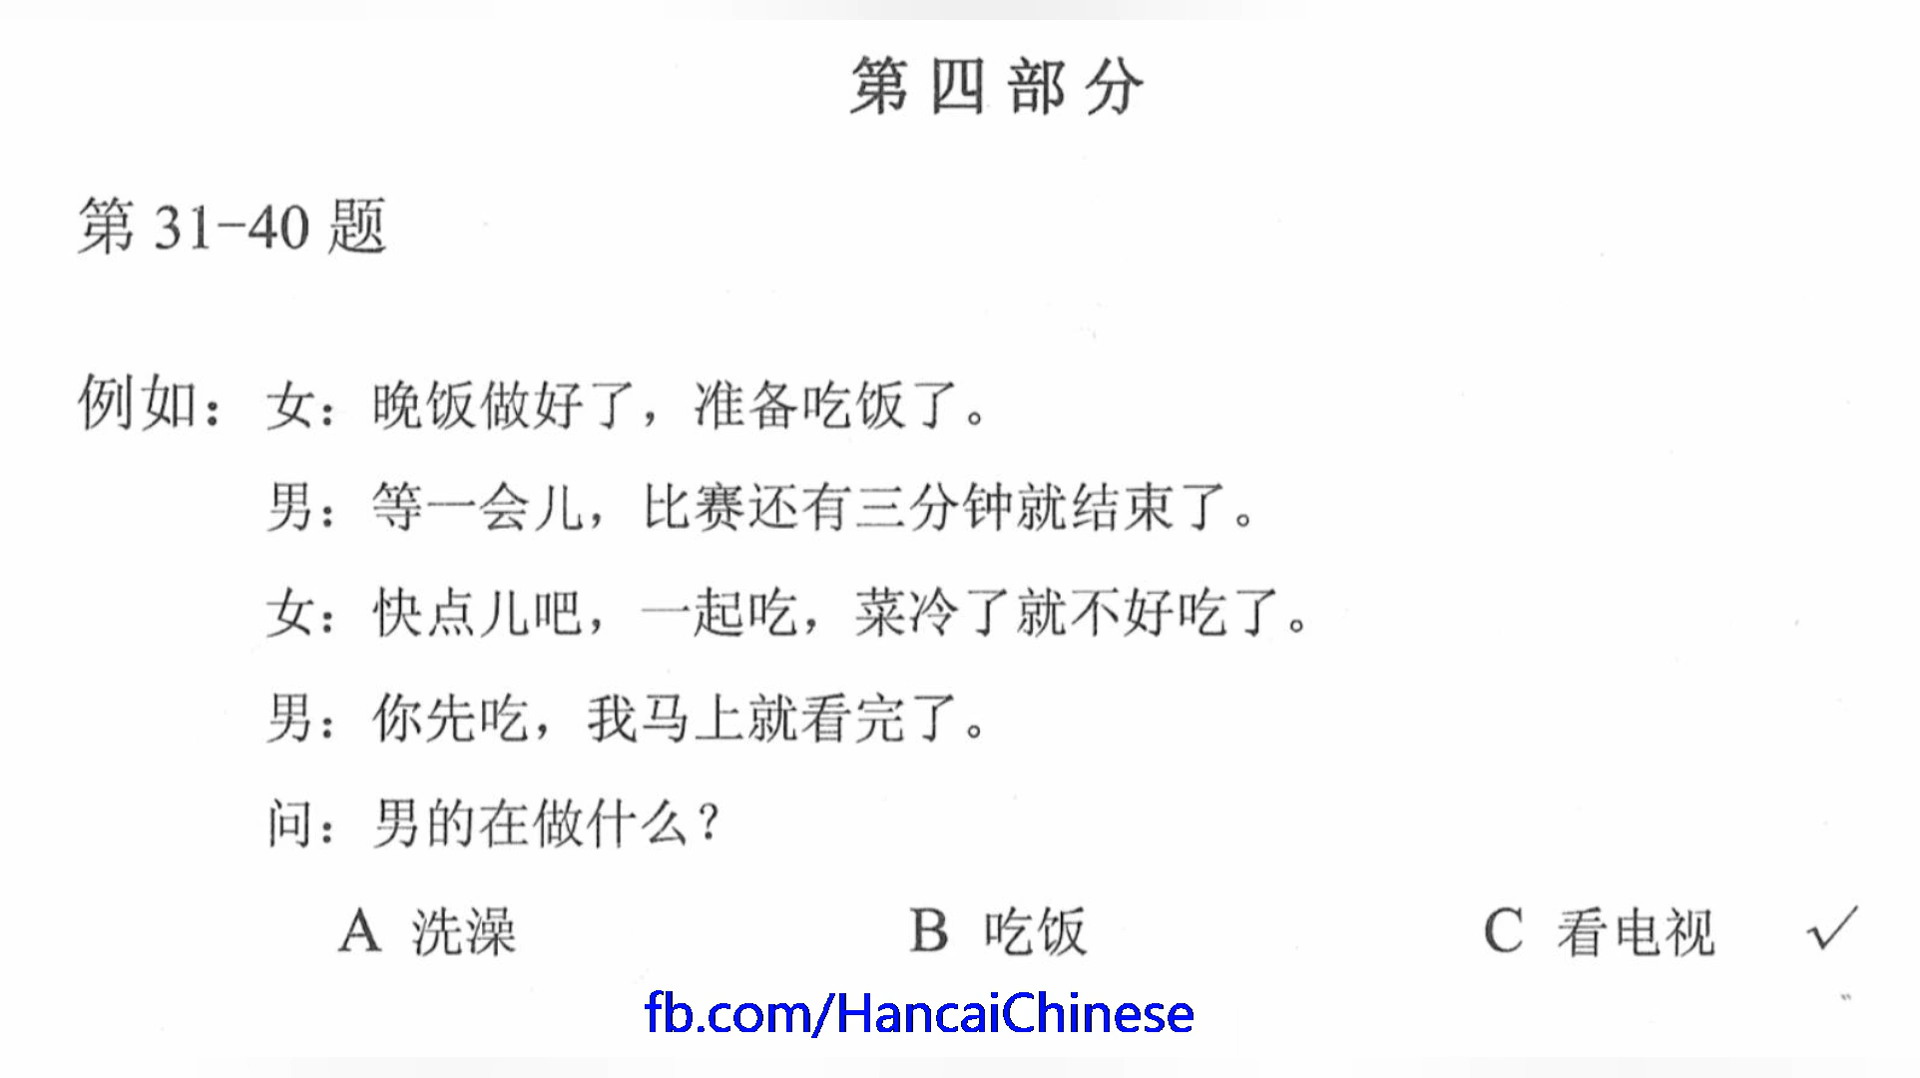 第四部分
第 31-40 题
例如：女：晚饭做好了，准备吃饭了。
男：等一会儿，比赛还有三分钟就结束了。
女：快点儿吧，一起吃，菜冷了就不好吃了。
男：你先吃，我马上就看完了。
问：男的在做什么？
A 洗澡 B 吃饭 C 看电视 ✓
fb.com/HancaiChinese